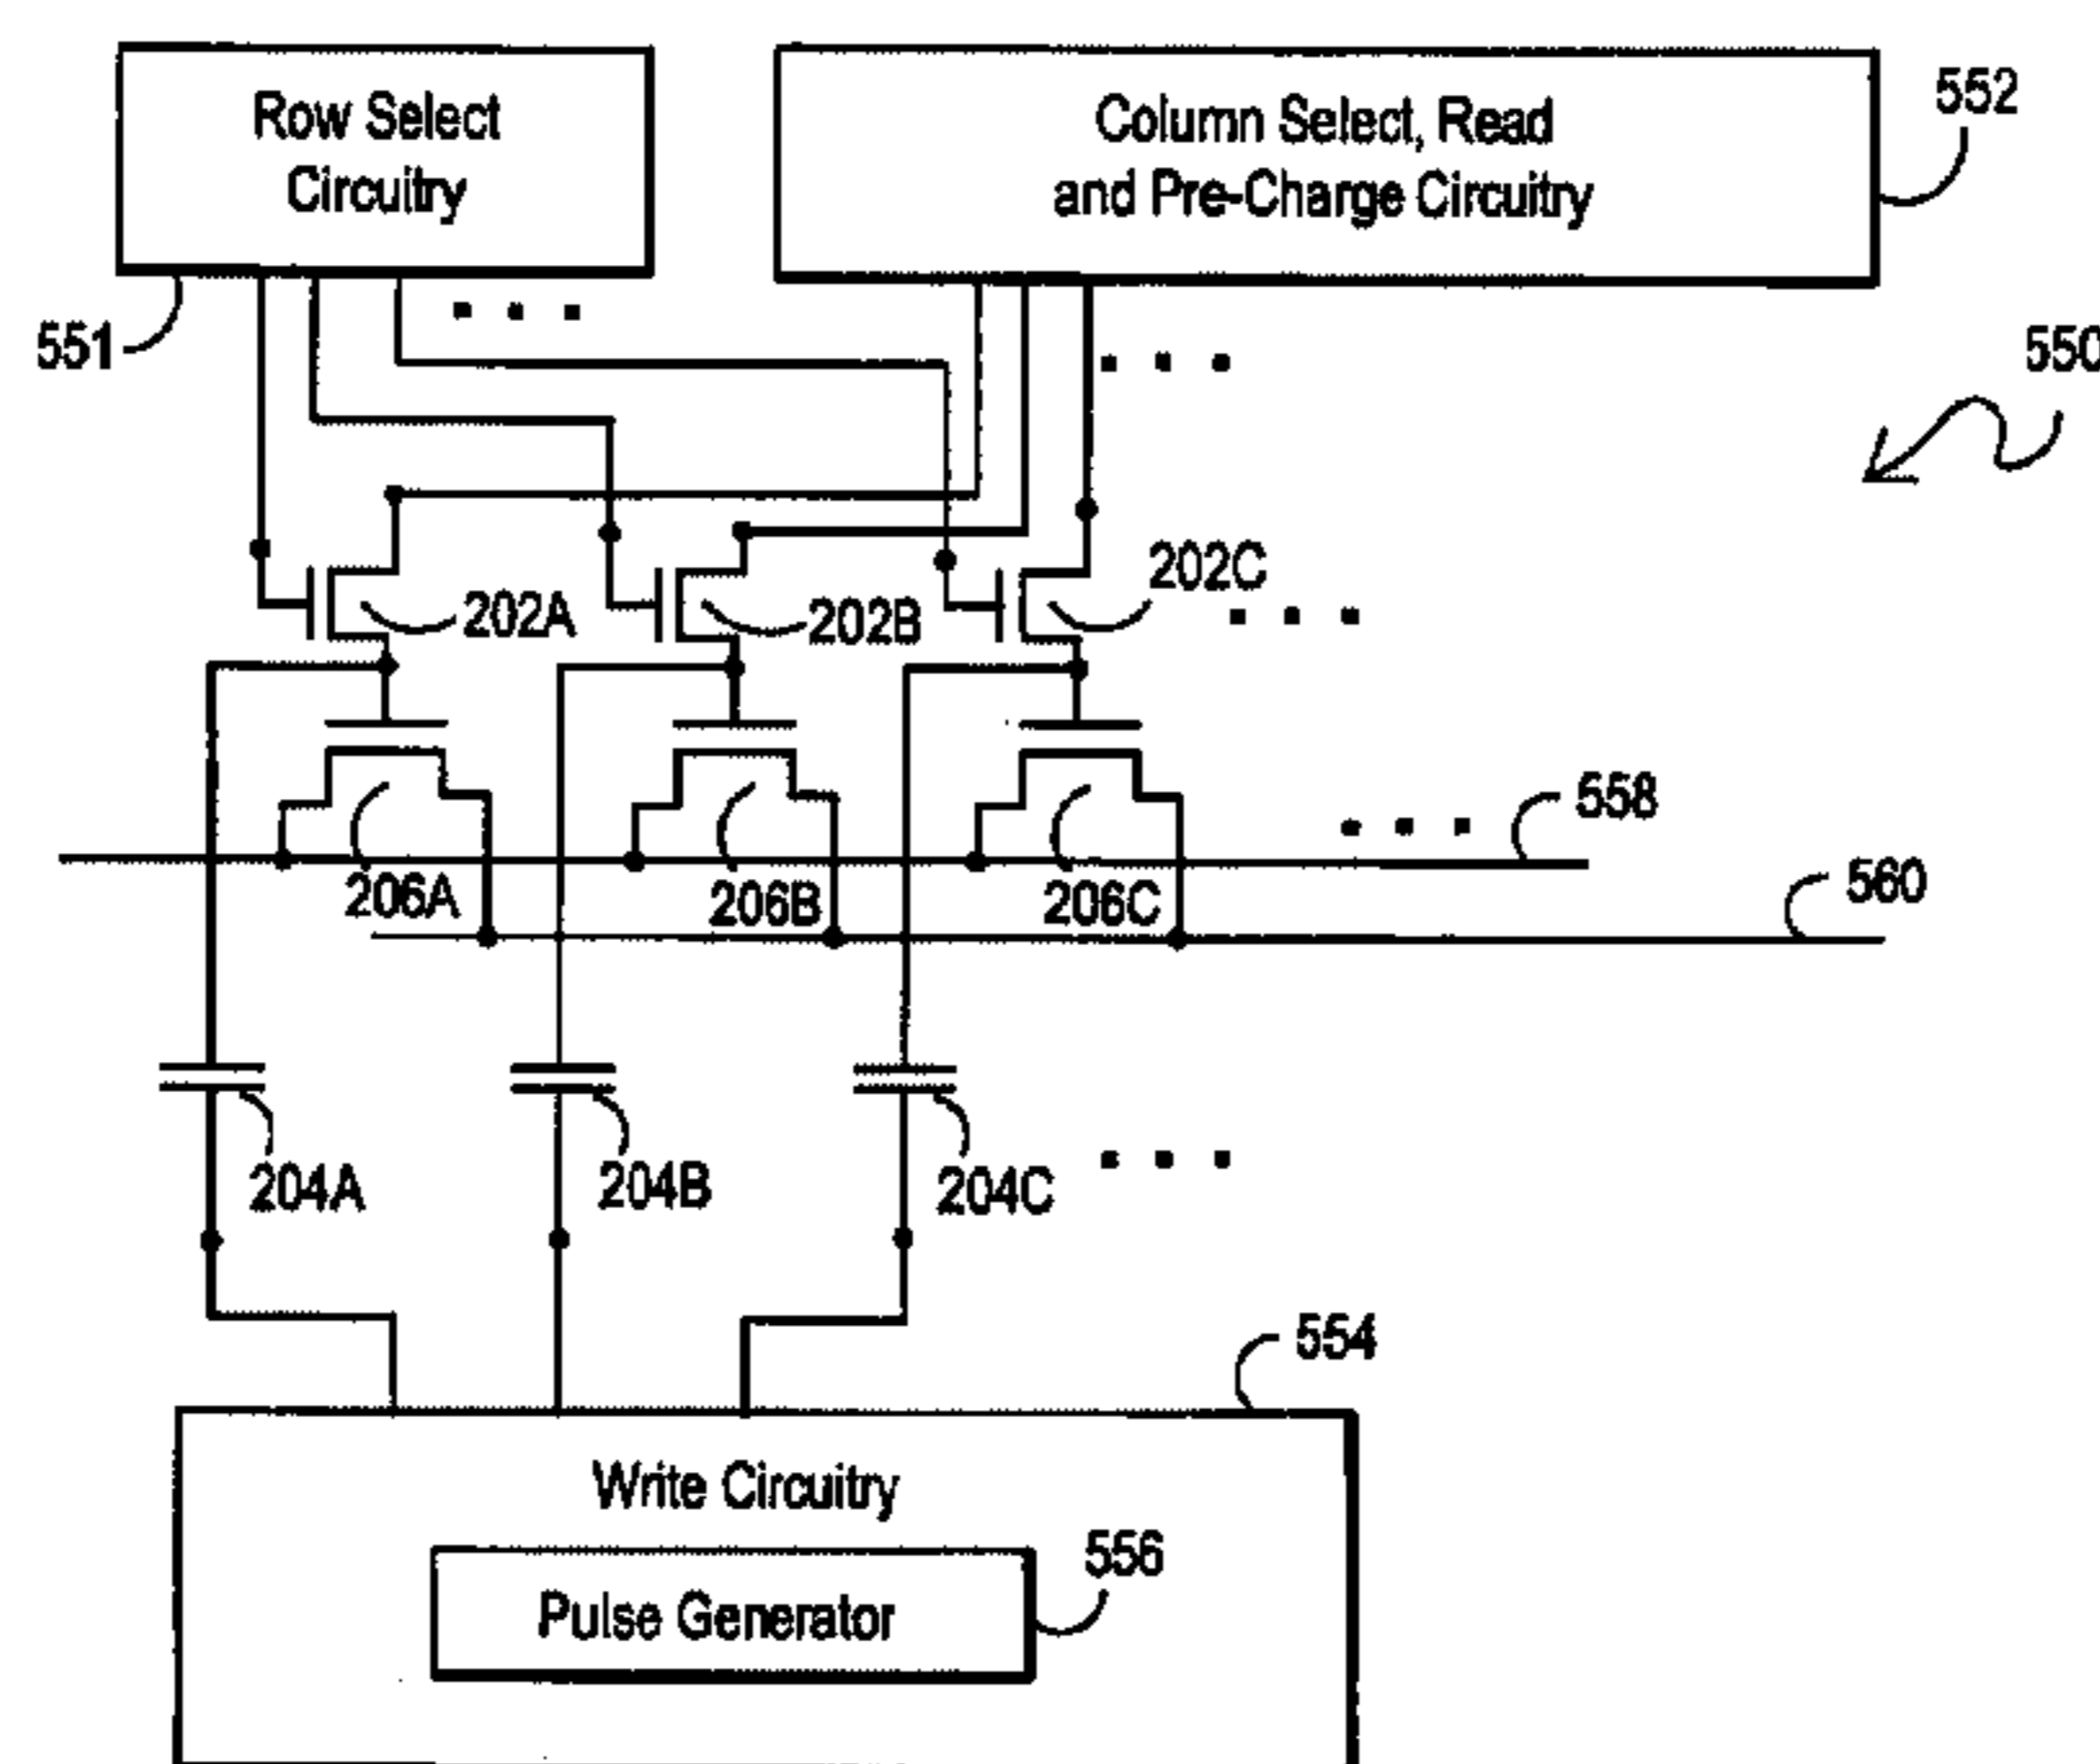 Row Select
Circuitry
Column Select, Read
and Pre-Charge Circuitry
552
551
550
202A
202B
202C
558
206A
206B
206C
560
204A
204B
204C
554
Write Circuitry
556
Pulse Generator